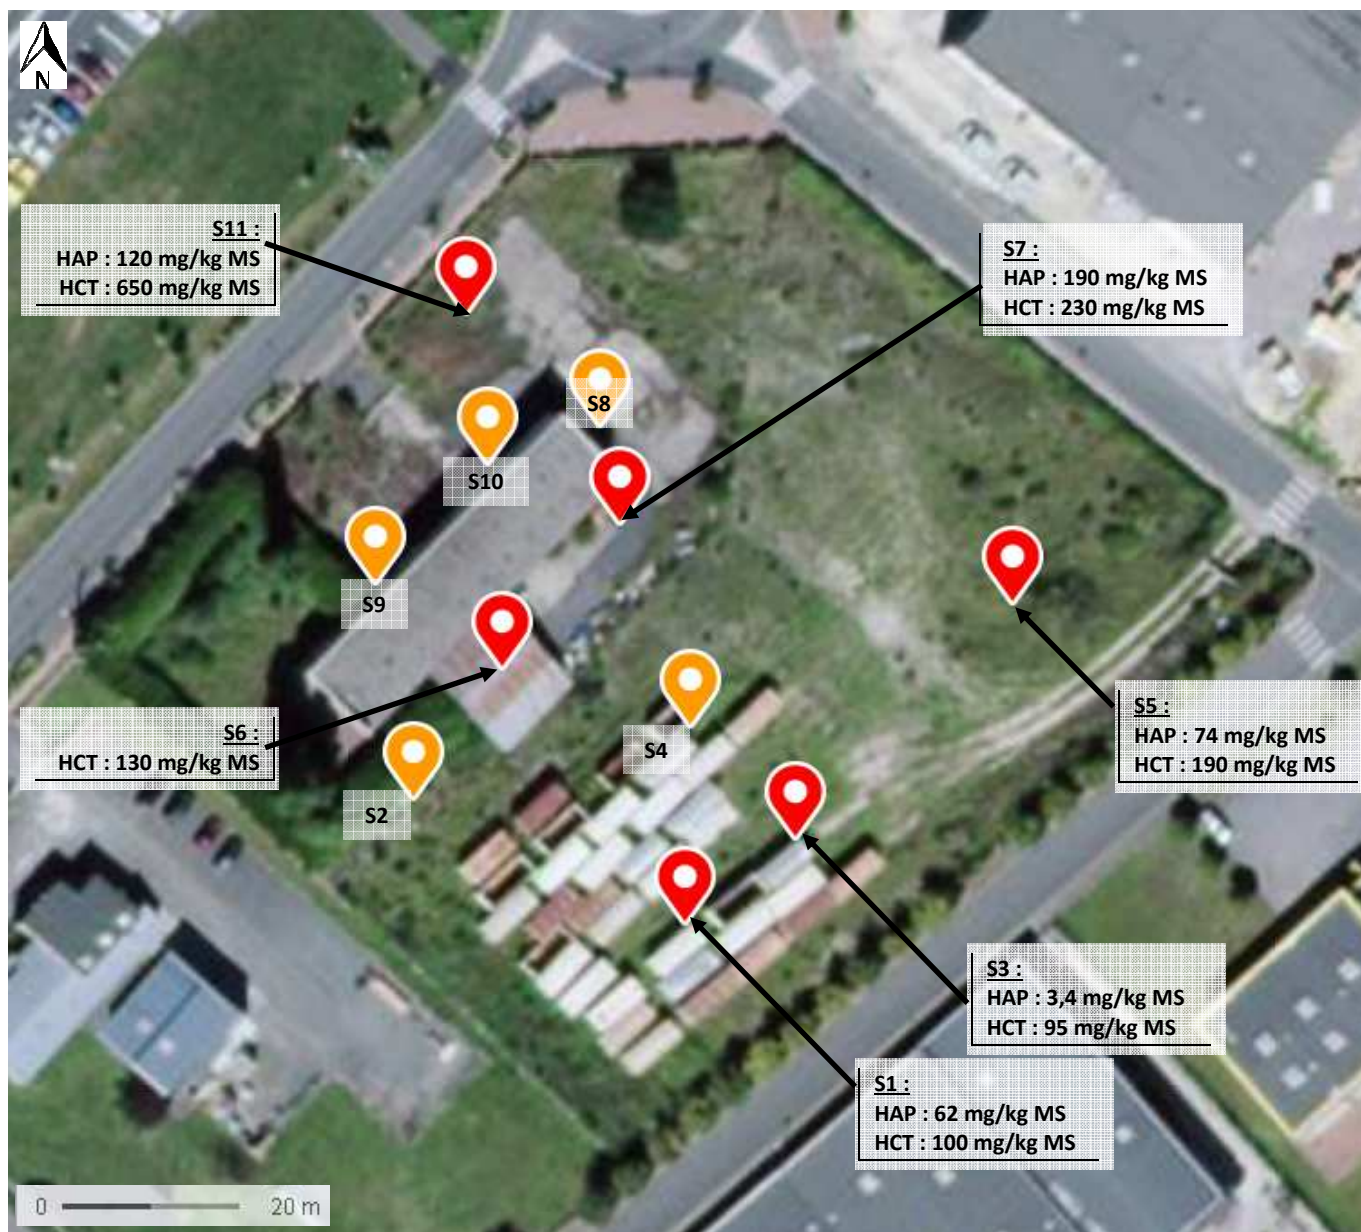 N
S11 :
HAP : 120 mg/kg MS
HCT : 650 mg/kg MS
S7 :
HAP : 190 mg/kg MS
HCT : 230 mg/kg MS
S8
S10
S9
S6 :
HCT : 130 mg/kg MS
S4
S2
S5 :
HAP : 74 mg/kg MS
HCT : 190 mg/kg MS
S3 :
HAP : 3,4 mg/kg MS
HCT : 95 mg/kg MS
S1 :
HAP : 62 mg/kg MS
HCT : 100 mg/kg MS
0 20 m